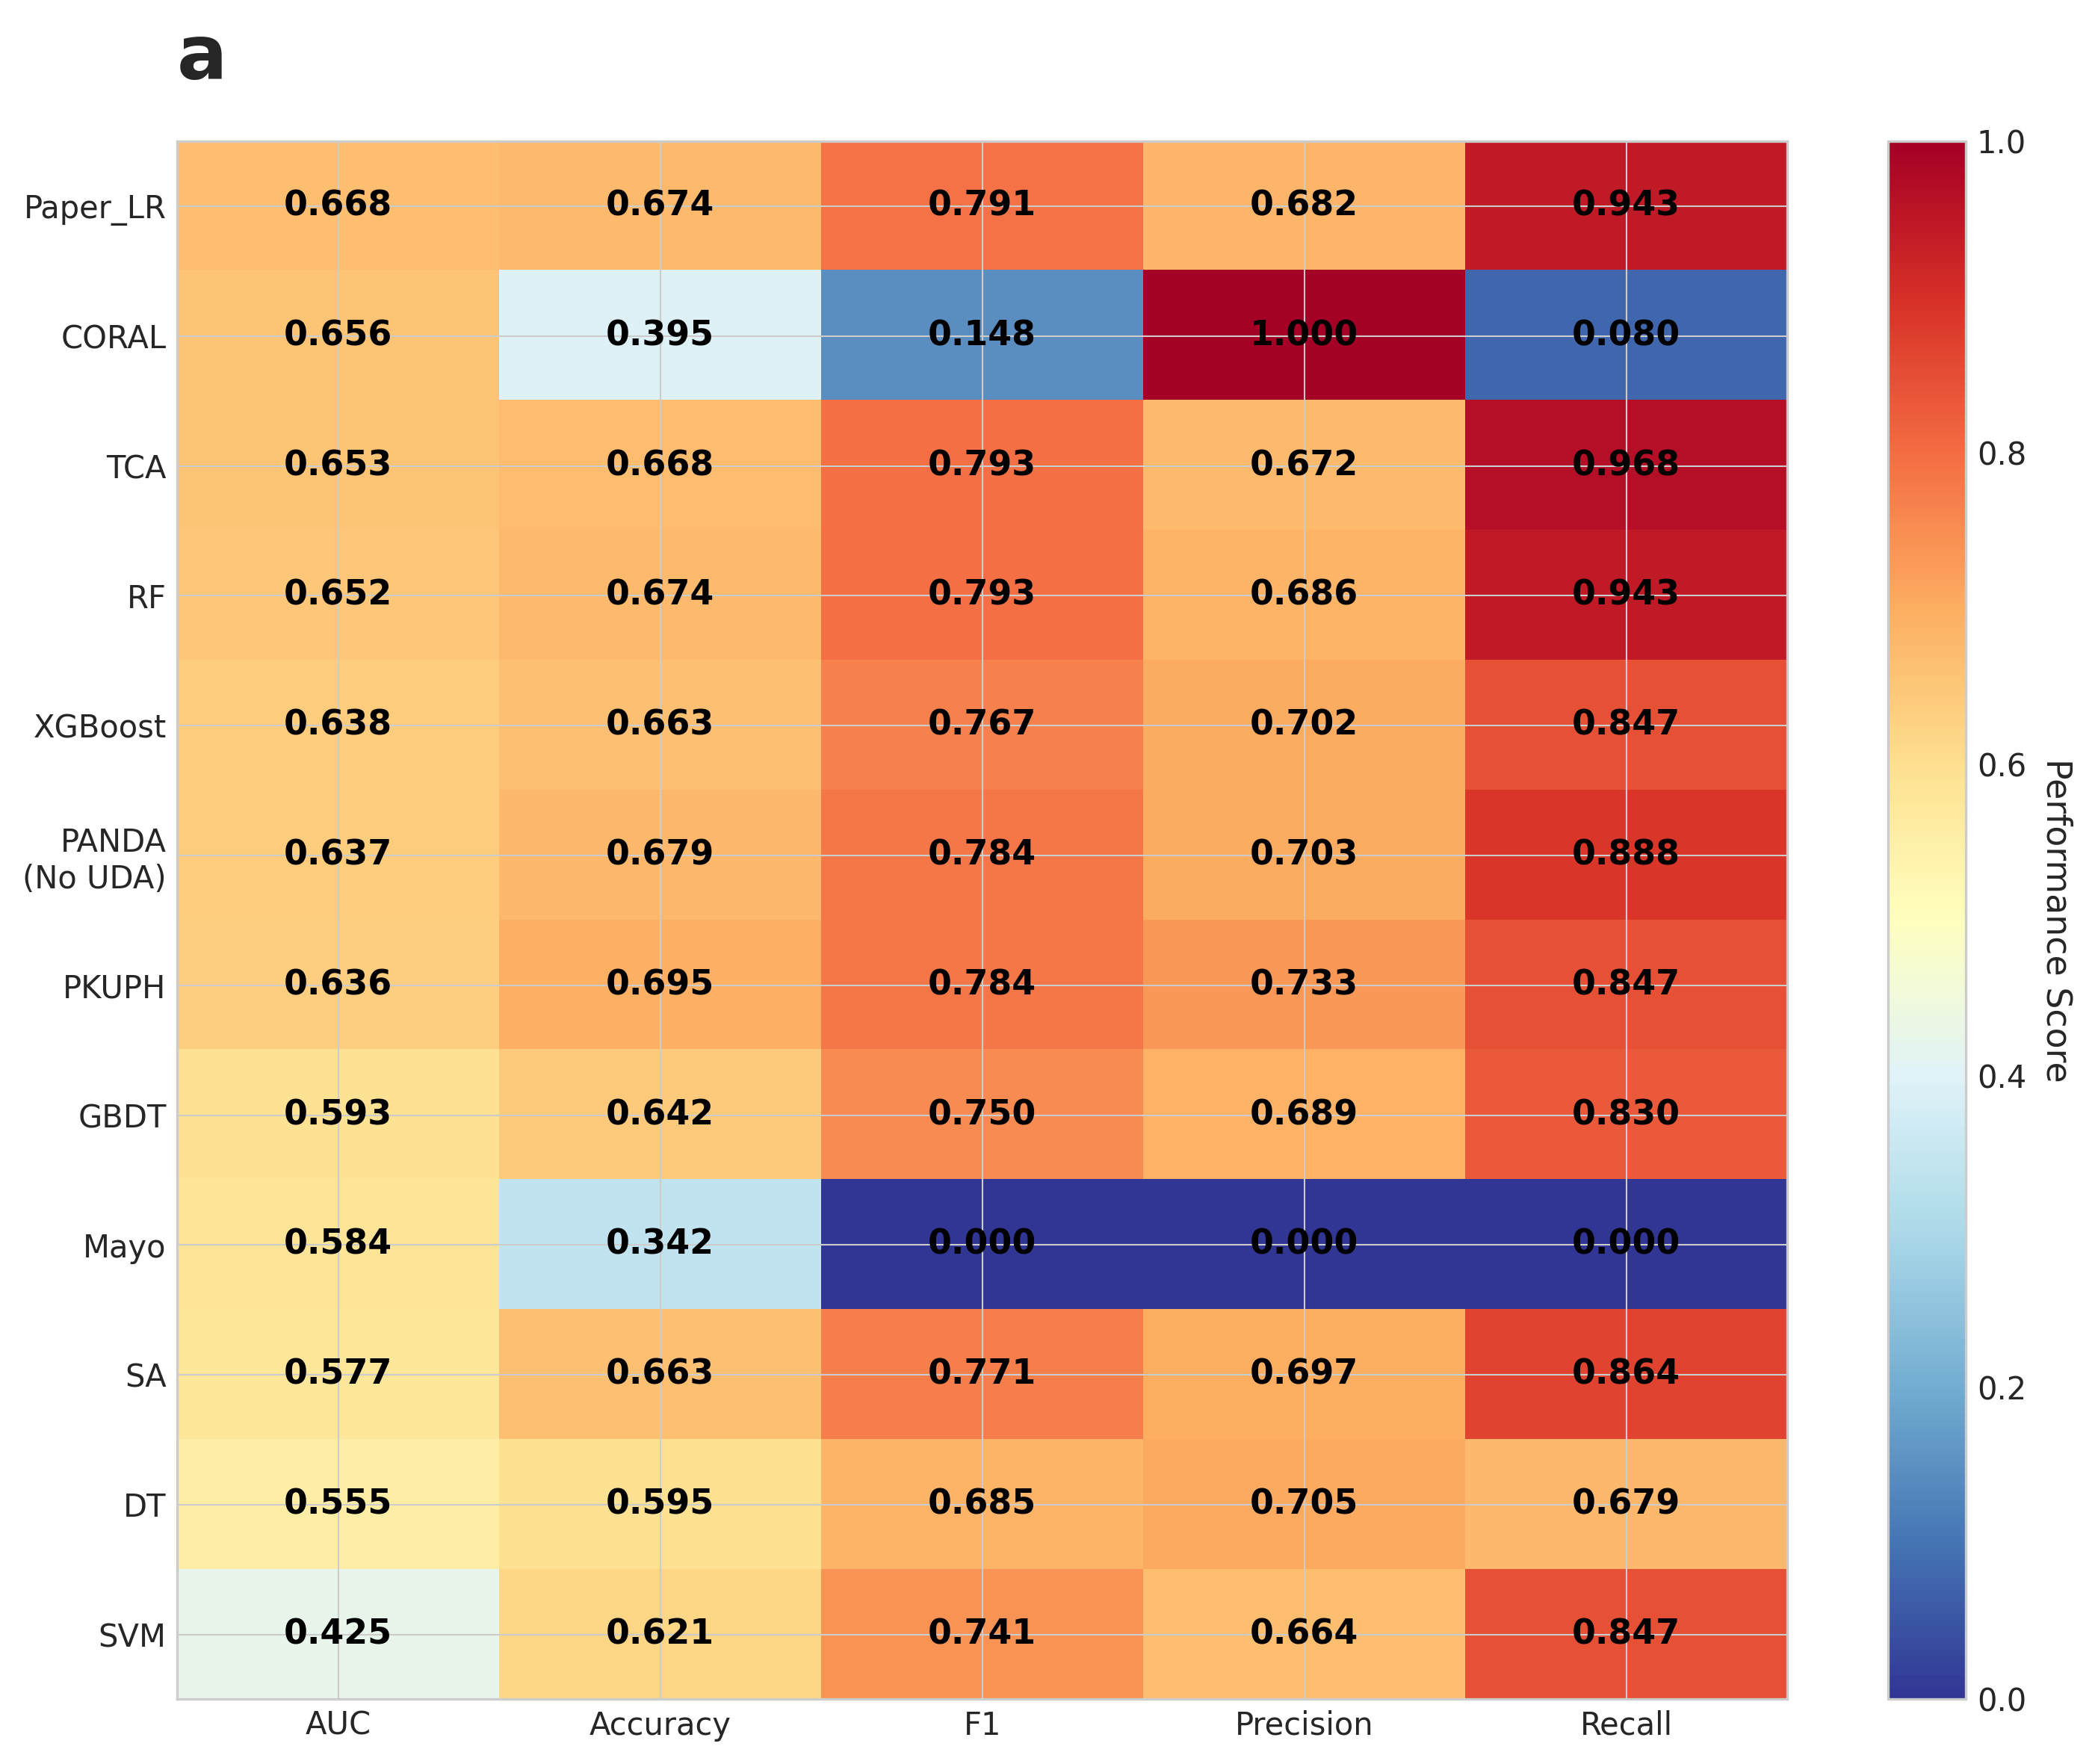 a
Paper_LR 0.668 0.674 0.791 0.682 0.943
CORAL 0.656 0.395 0.148 1.000 0.080
TCA 0.653 0.668 0.793 0.672 0.968
RF 0.652 0.674 0.793 0.686 0.943
XGBoost 0.638 0.663 0.767 0.702 0.847
PANDA
(No UDA) 0.637 0.679 0.784 0.703 0.888
PKUPH 0.636 0.695 0.784 0.733 0.847
GBDT 0.593 0.642 0.750 0.689 0.830
Mayo 0.584 0.342 0.000 0.000 0.000
SA 0.577 0.663 0.771 0.697 0.864
DT 0.555 0.595 0.685 0.705 0.679
SVM 0.425 0.621 0.741 0.664 0.847
AUC Accuracy F1 Precision Recall
1.0
0.8
0.6
0.4
0.2
0.0
Performance Score